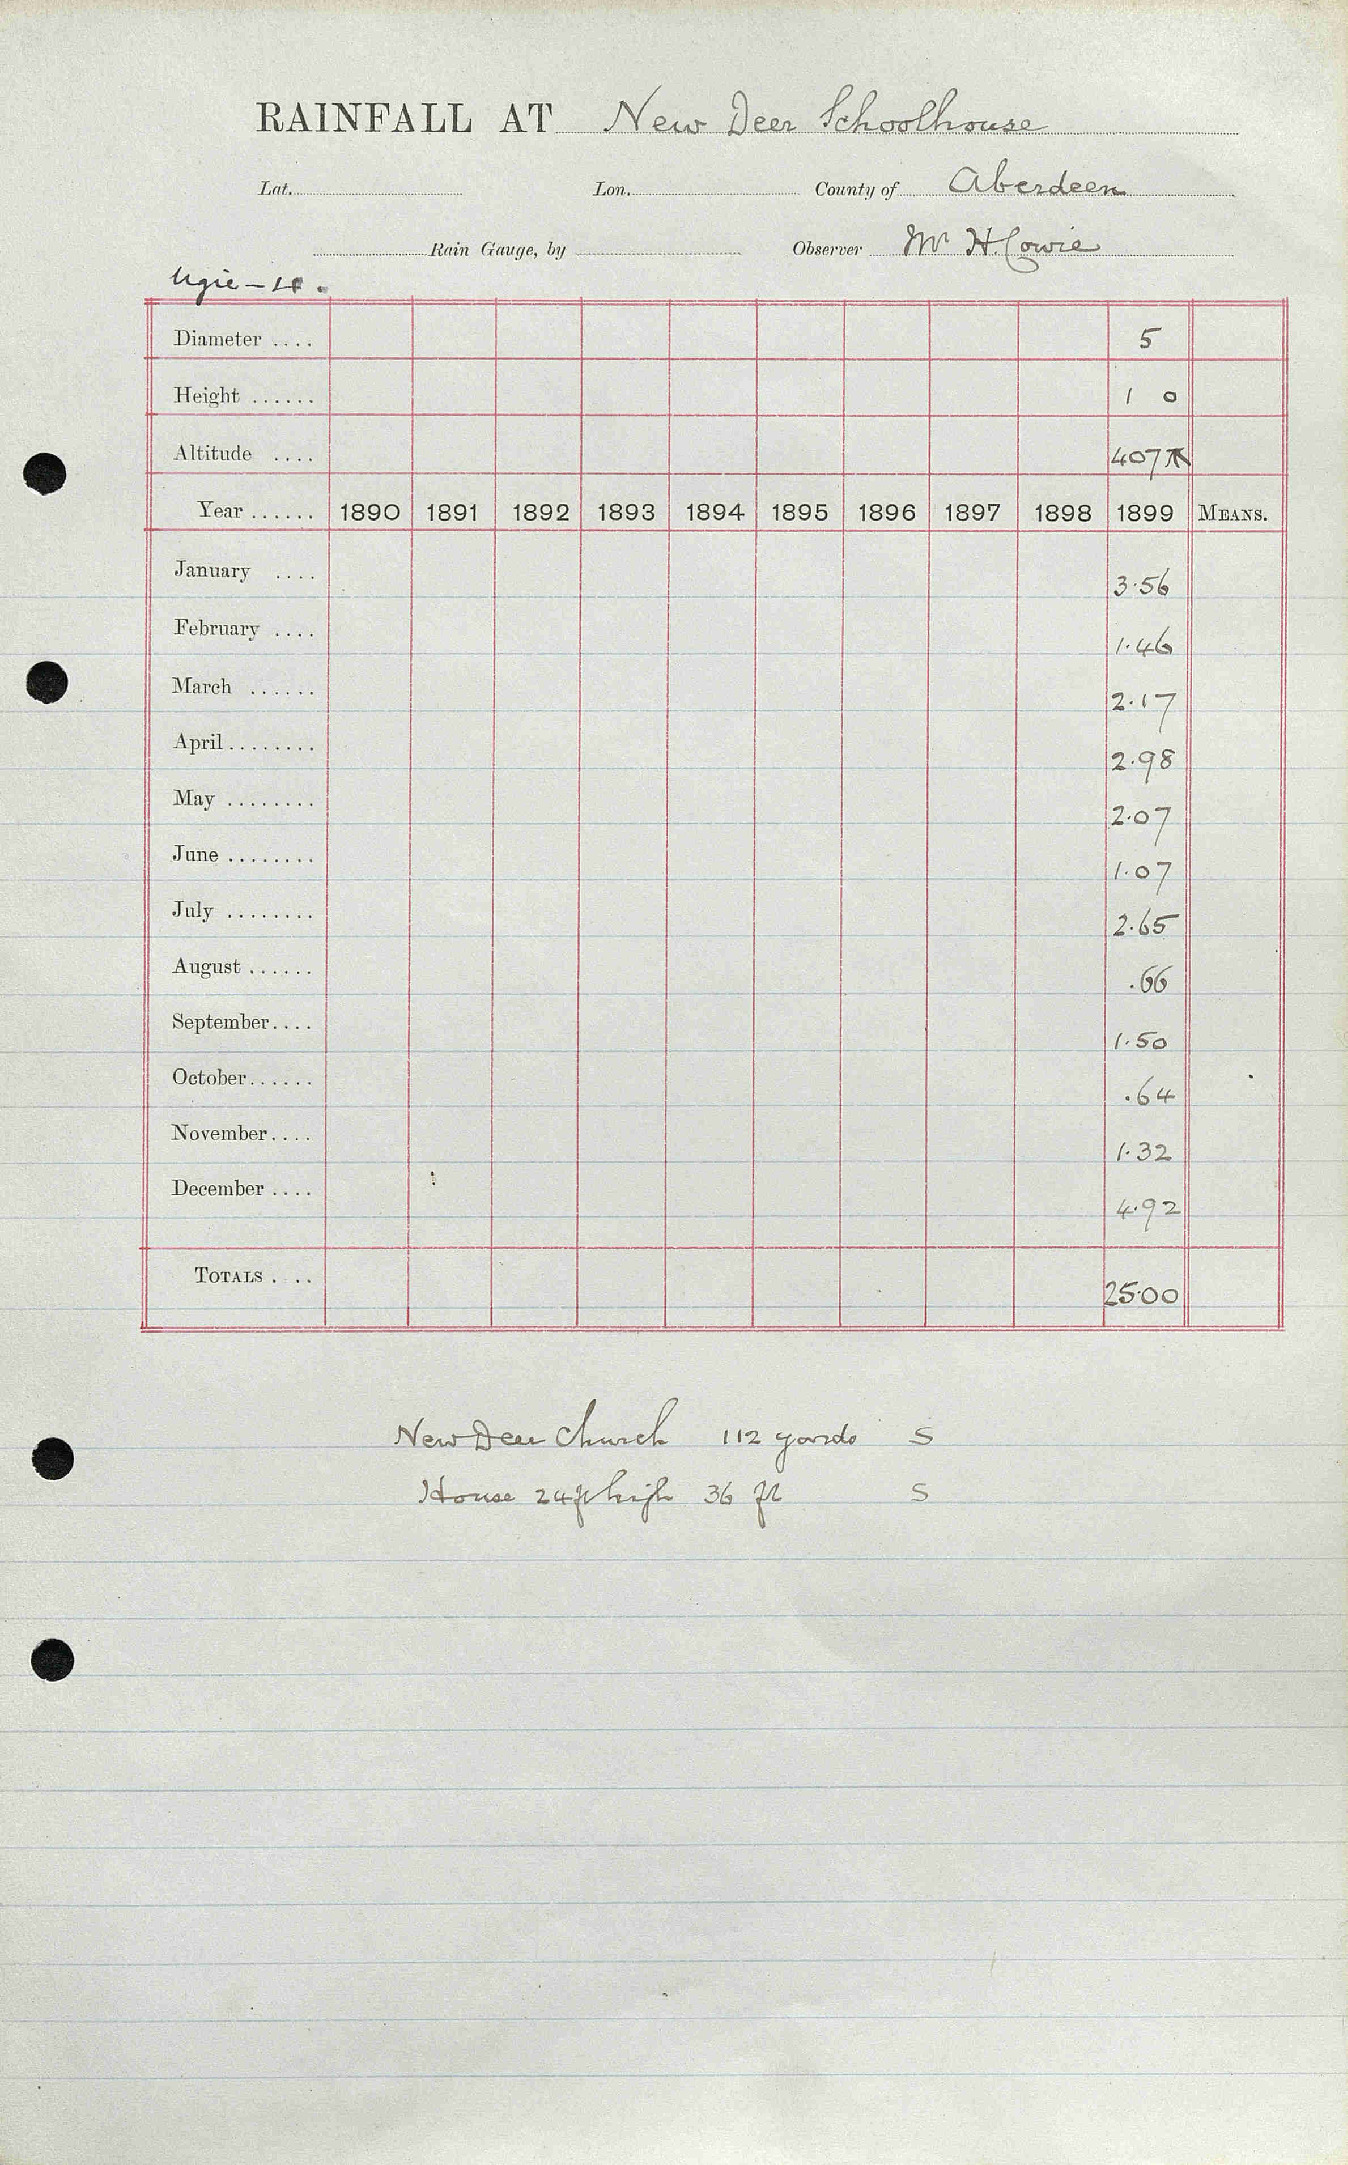 RAINFALL AT New Deer Schoolhouse
Lat. Lon. County of Aberdeen
Rain Gauge, by Observer Mr H. Cowie
Ugie -
Diameter .... 5
Height ...... 1 0
Altitude .... 407
Year ...... 1890 1891 1892 1893 1894 1895 1896 1897 1898 1899 MEANS.
January .... 3.56
February .... 1.46
March ...... 2.17
April ........ 2.98
May ........ 2.07
June ........ 1.07
July ........ 2.65
August ...... .66
September .... 1.50
October ...... .64
November .... 1.32
December .... 4.92
TOTALS . .. 25.00
New Deer Church 112 yards S
House 24ft high 36 ft S